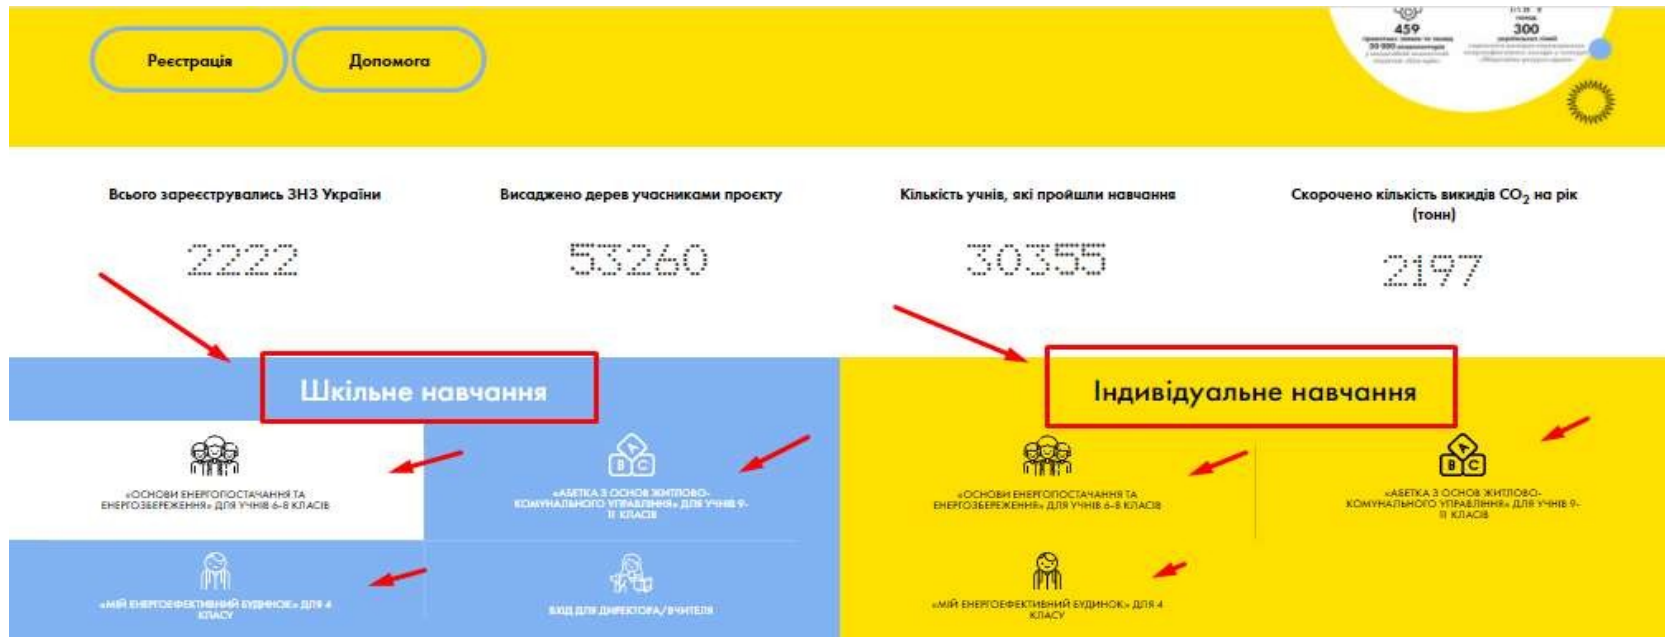 459
300
30 000
Реєстрація
Допомога
Всього зареєструвались ЗНЗ України
Висаджено дерев учасниками проєкту
Кількість учнів, які пройшли навчання
Скорочено кількість викидів CO₂ на рік
(тонн)
2222
53260
30355
2197
Шкільне навчання
Індивідуальне навчання
«ОСНОВИ ЕНЕРГОПОСТАЧАННЯ ТА
ЕНЕРГОЗБЕРЕЖЕННЯ» ДЛЯ УЧНІВ 6-8 КЛАСІВ
«АБЕТКА З ОСНОВ ЖИТЛОВО-
КОМУНАЛЬНОГО УПРАВЛІННЯ» ДЛЯ УЧНІВ 9-
11 КЛАСІВ
«ОСНОВИ ЕНЕРГОПОСТАЧАННЯ ТА
ЕНЕРГОЗБЕРЕЖЕННЯ» ДЛЯ УЧНІВ 6-8 КЛАСІВ
«АБЕТКА З ОСНОВ ЖИТЛОВО-
КОМУНАЛЬНОГО УПРАВЛІННЯ» ДЛЯ УЧНІВ 9-
11 КЛАСІВ
«МІЙ ЕНЕРГОЕФЕКТИВНИЙ БУДИНОК» ДЛЯ 4
КЛАСУ
ВХІД ДЛЯ ДИРЕКТОРА/ВЧИТЕЛЯ
«МІЙ ЕНЕРГОЕФЕКТИВНИЙ БУДИНОК» ДЛЯ 4
КЛАСУ